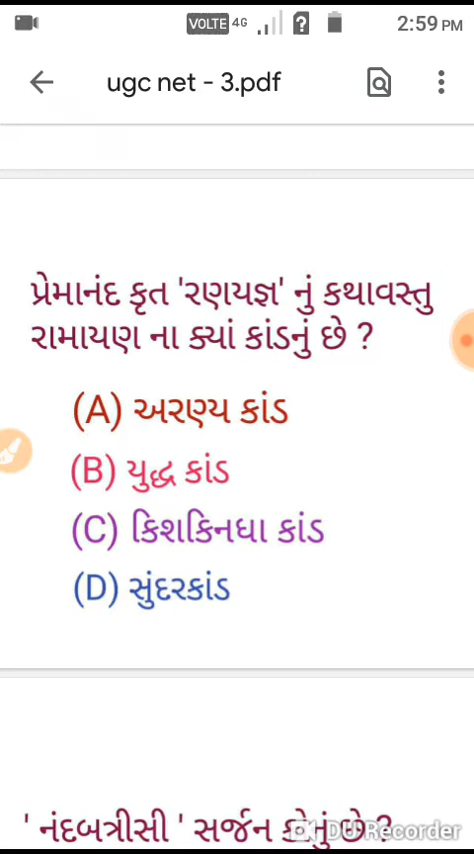 VOLTE 4G 2:59 PM
ugc net - 3.pdf
પ્રેમાનંદ કૃત 'રણયજ્ઞ' નું કથાવસ્તુ
રામાયણ ના ક્યાં કાંડનું છે ?
(A) અરણ્ય કાંડ
(B) યુદ્ધ કાંડ
(C) કિશકિનધા કાંડ
(D) સુંદરકાંડ
' નંદબત્રીસી ' સર્જન કોનું છે ?
DU Recorder